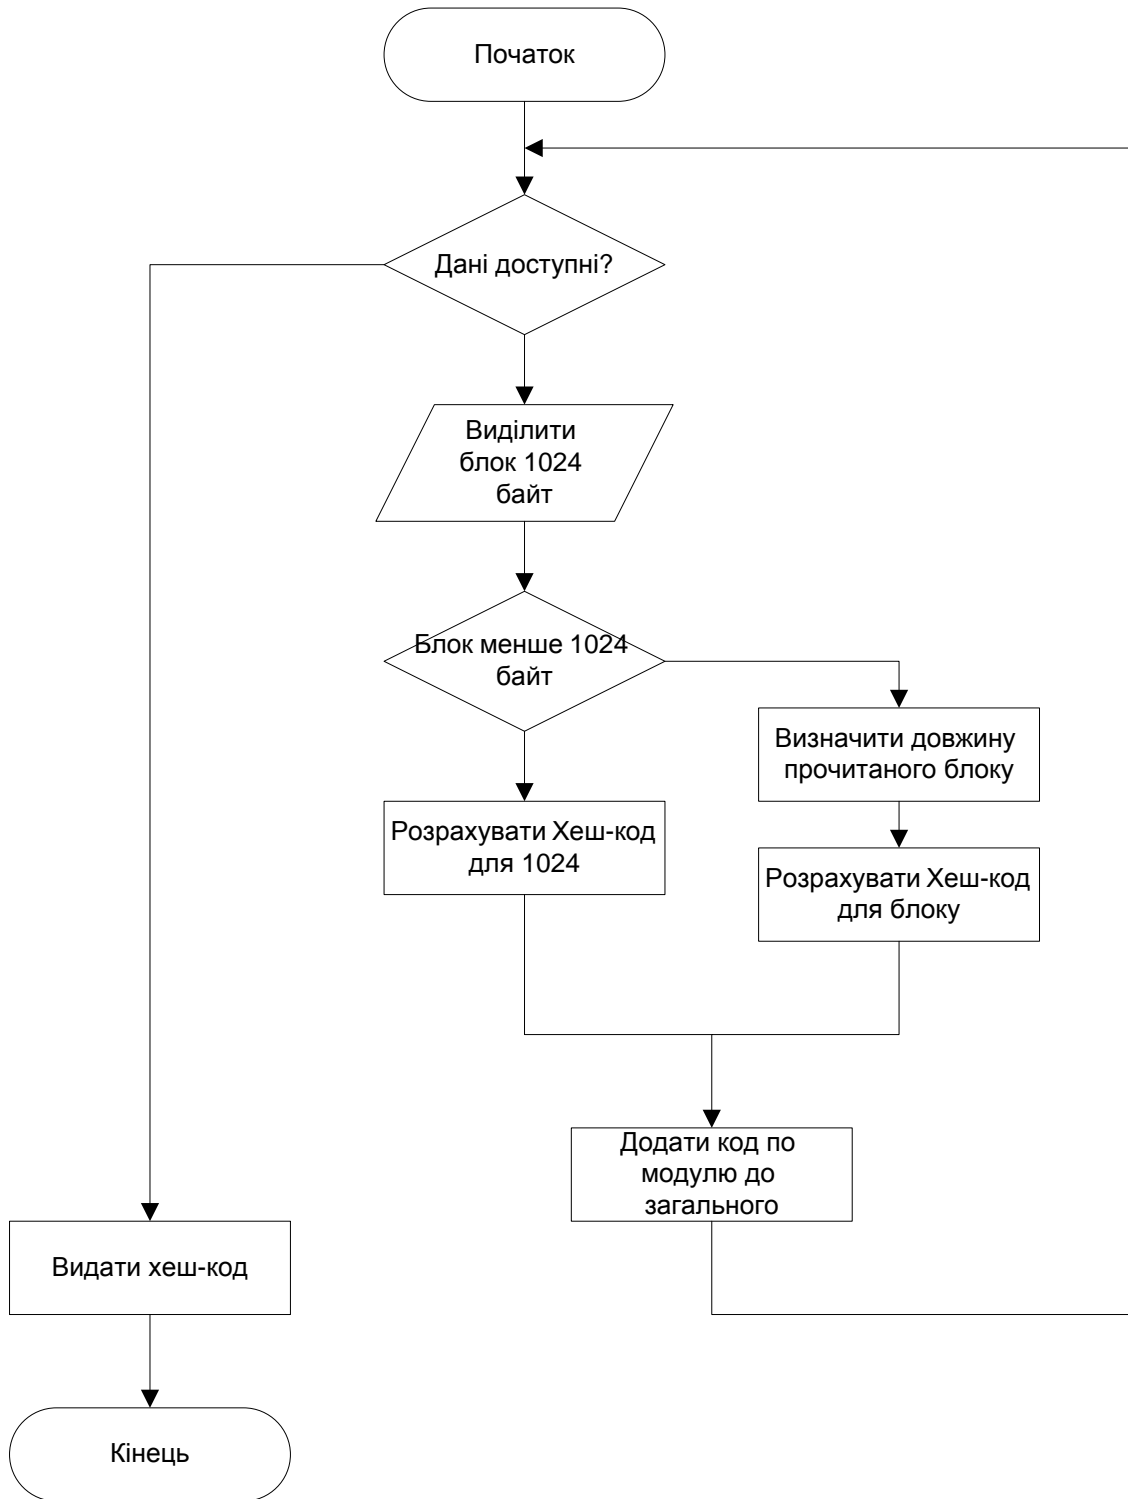 Початок
Дані доступні?
Виділити
блок 1024
байт
Блок менше 1024
байт
Визначити довжину
прочитаного блоку
Розрахувати Хеш-код
для 1024
Розрахувати Хеш-код
для блоку
Додати код по
модулю до
загального
Видати хеш-код
Кінець